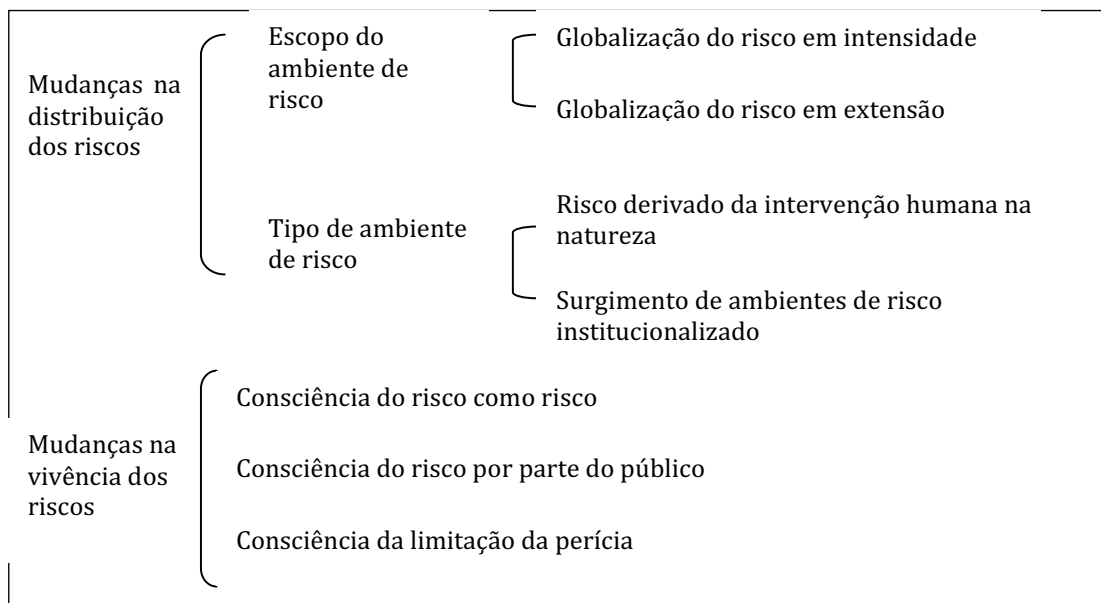 Mudanças na
distribuição
dos riscos
Escopo do
ambiente de
risco
Globalização do risco em intensidade
Globalização do risco em extensão
Tipo de ambiente
de risco
Risco derivado da intervenção humana na
natureza
Surgimento de ambientes de risco
institucionalizado
Mudanças na
vivência dos
riscos
Consciência do risco como risco
Consciência do risco por parte do público
Consciência da limitação da perícia